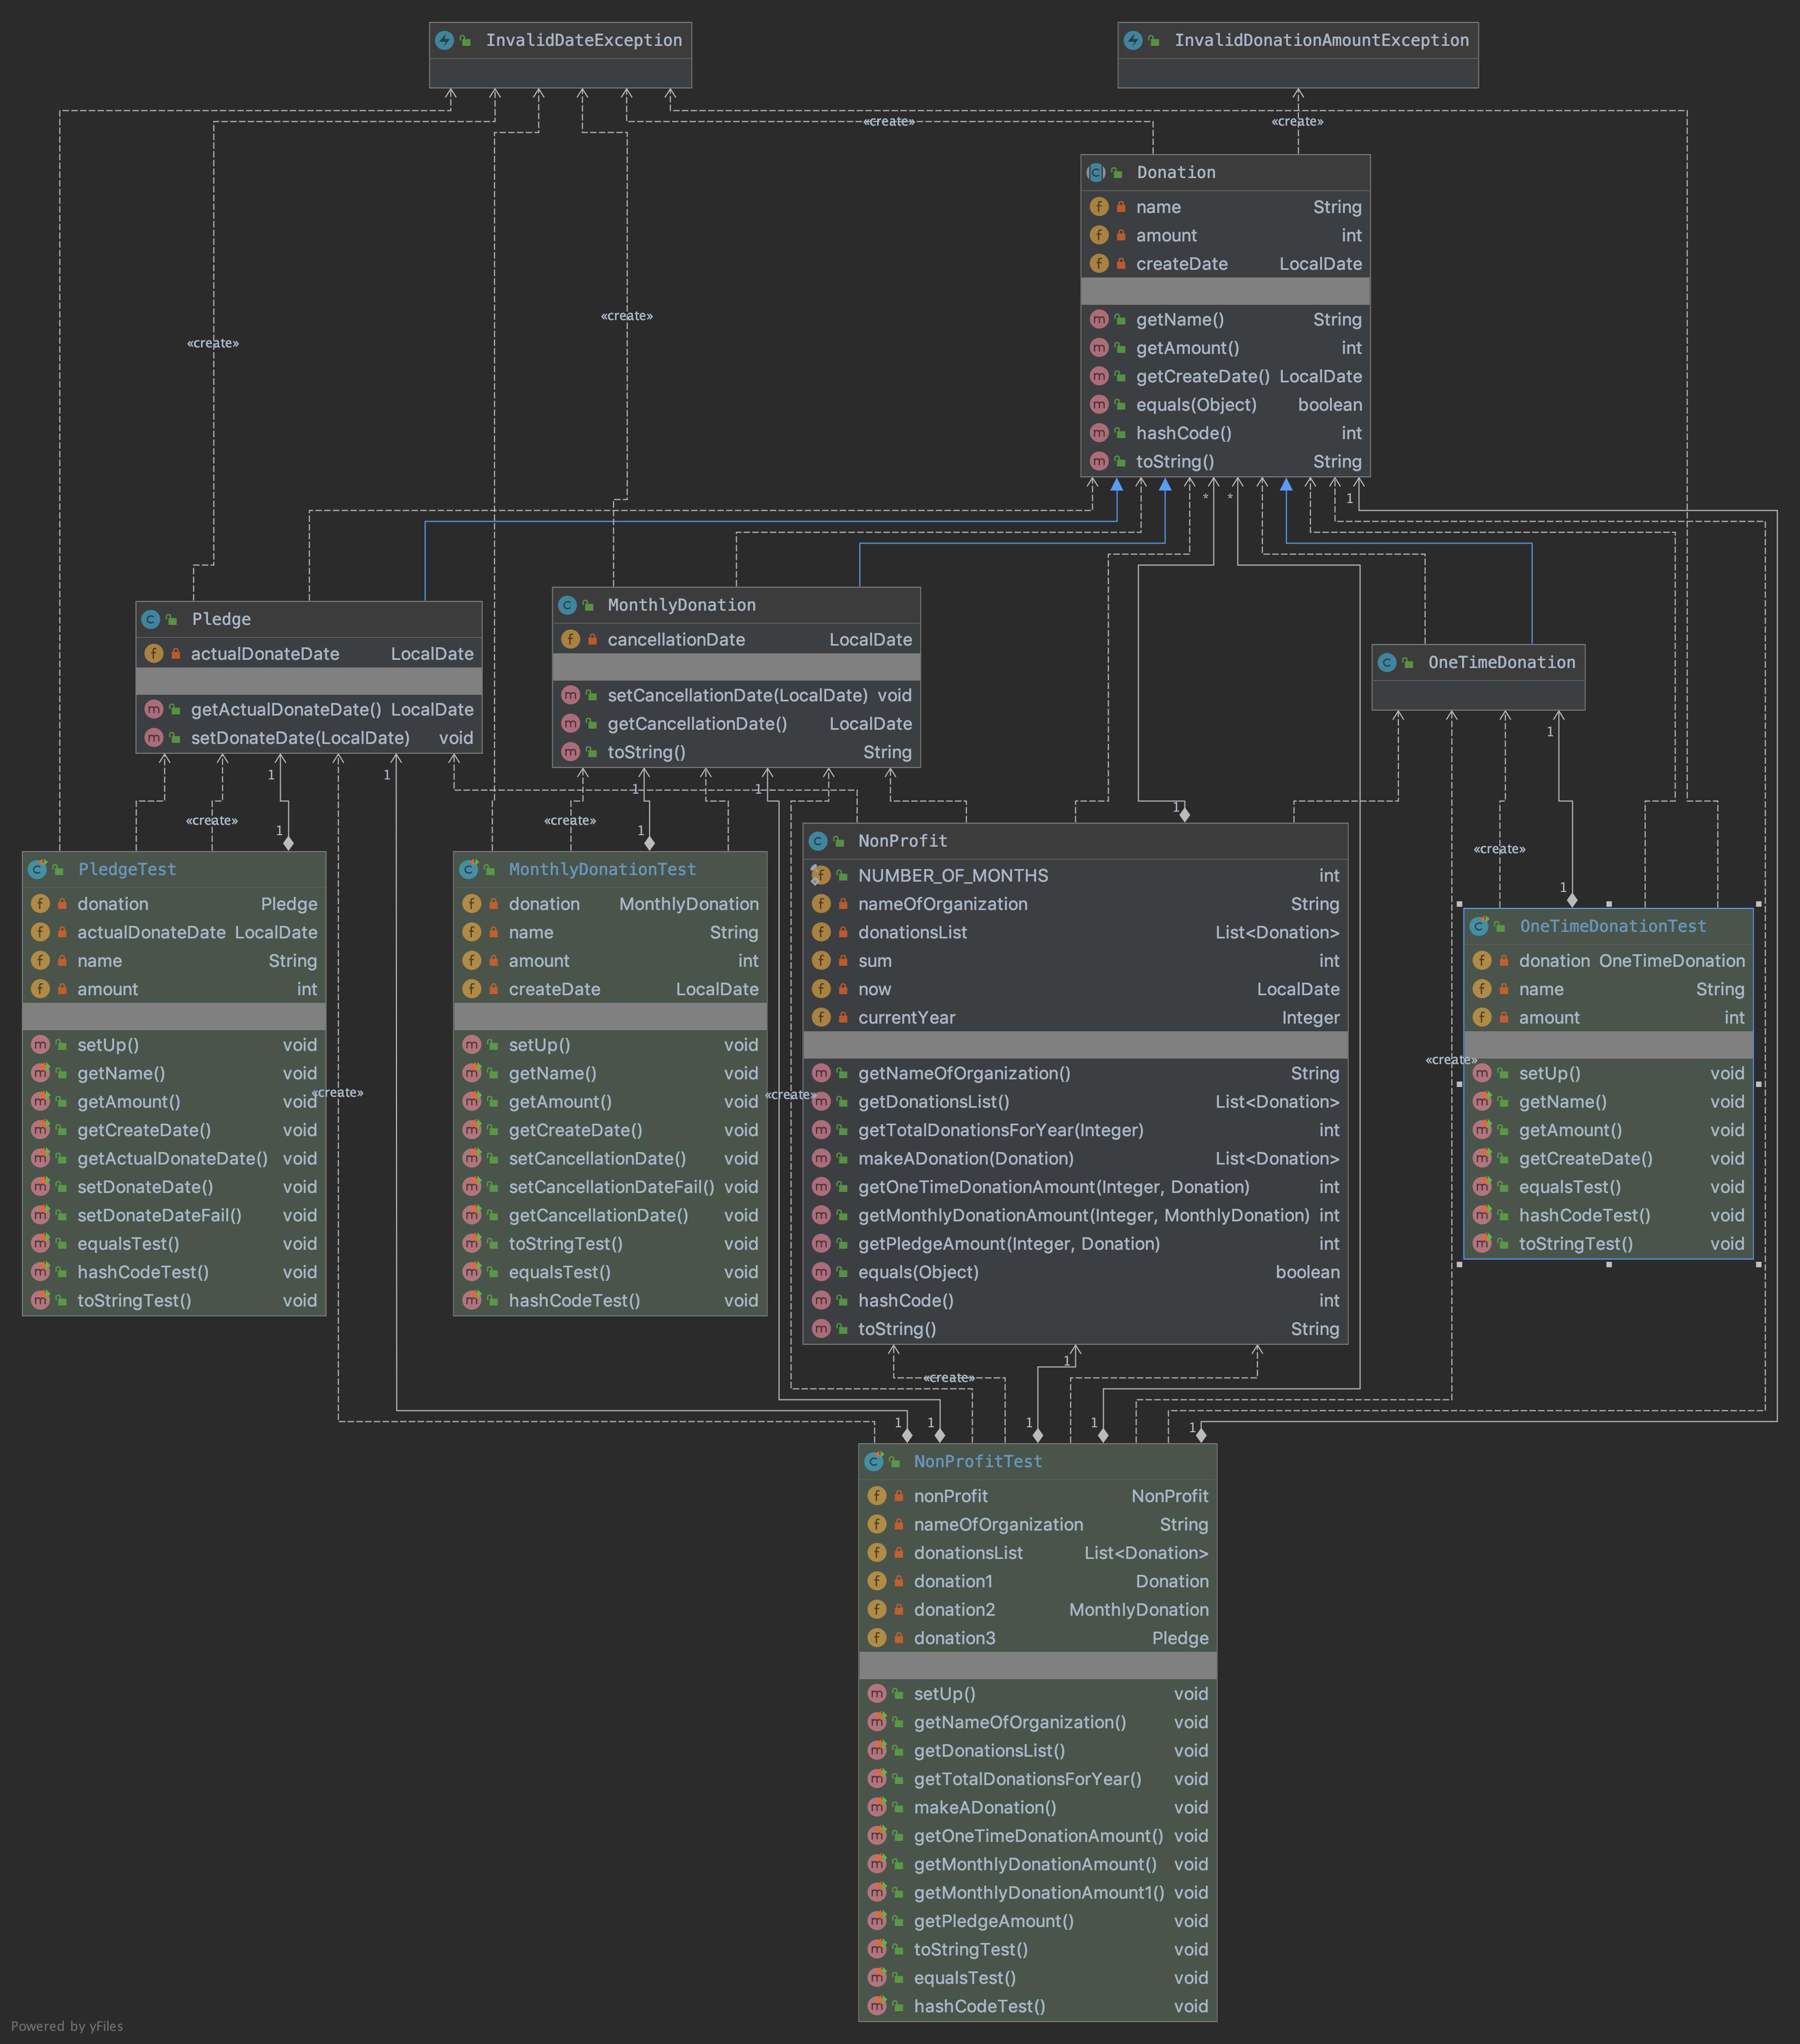 InvalidDateException
InvalidDonationAmountException
«create»
«create»
Donation
name String
amount int
createDate LocalDate
getName() String
getAmount() int
getCreateDate() LocalDate
equals(Object) boolean
hashCode() int
toString() String
«create»
«create»
* * 1
Pledge
actualDonateDate LocalDate
getActualDonateDate() LocalDate
setDonateDate(LocalDate) void
MonthlyDonation
cancellationDate LocalDate
setCancellationDate(LocalDate) void
getCancellationDate() LocalDate
toString() String
OneTimeDonation
1 1 1 1 1
«create» 1
«create» 1
1
«create» 1
PledgeTest
donation Pledge
actualDonateDate LocalDate
name String
amount int
setUp() void
getName() void
getAmount() void
getCreateDate() void
getActualDonateDate() void
setDonateDate() void
setDonateDateFail() void
equalsTest() void
hashCodeTest() void
toStringTest() void
«create»
MonthlyDonationTest
donation MonthlyDonation
name String
amount int
createDate LocalDate
setUp() void
getName() void
getAmount() void
getCreateDate() void
setCancellationDate() void
setCancellationDateFail() void
getCancellationDate() void
toStringTest() void
equalsTest() void
hashCodeTest() void
«create»
NonProfit
NUMBER_OF_MONTHS int
nameOfOrganization String
donationsList List<Donation>
sum int
now LocalDate
currentYear Integer
getNameOfOrganization() String
getDonationsList() List<Donation>
getTotalDonationsForYear(Integer) int
makeADonation(Donation) List<Donation>
getOneTimeDonationAmount(Integer, Donation) int
getMonthlyDonationAmount(Integer, MonthlyDonation) int
getPledgeAmount(Integer, Donation) int
equals(Object) boolean
hashCode() int
toString() String
«create»
OneTimeDonationTest
donation OneTimeDonation
name String
amount int
setUp() void
getName() void
getAmount() void
getCreateDate() void
equalsTest() void
hashCodeTest() void
toStringTest() void
1
«create»
1 1 1 1 1
NonProfitTest
nonProfit NonProfit
nameOfOrganization String
donationsList List<Donation>
donation1 Donation
donation2 MonthlyDonation
donation3 Pledge
setUp() void
getNameOfOrganization() void
getDonationsList() void
getTotalDonationsForYear() void
makeADonation() void
getOneTimeDonationAmount() void
getMonthlyDonationAmount() void
getMonthlyDonationAmount1() void
getPledgeAmount() void
toStringTest() void
equalsTest() void
hashCodeTest() void
Powered by yFiles